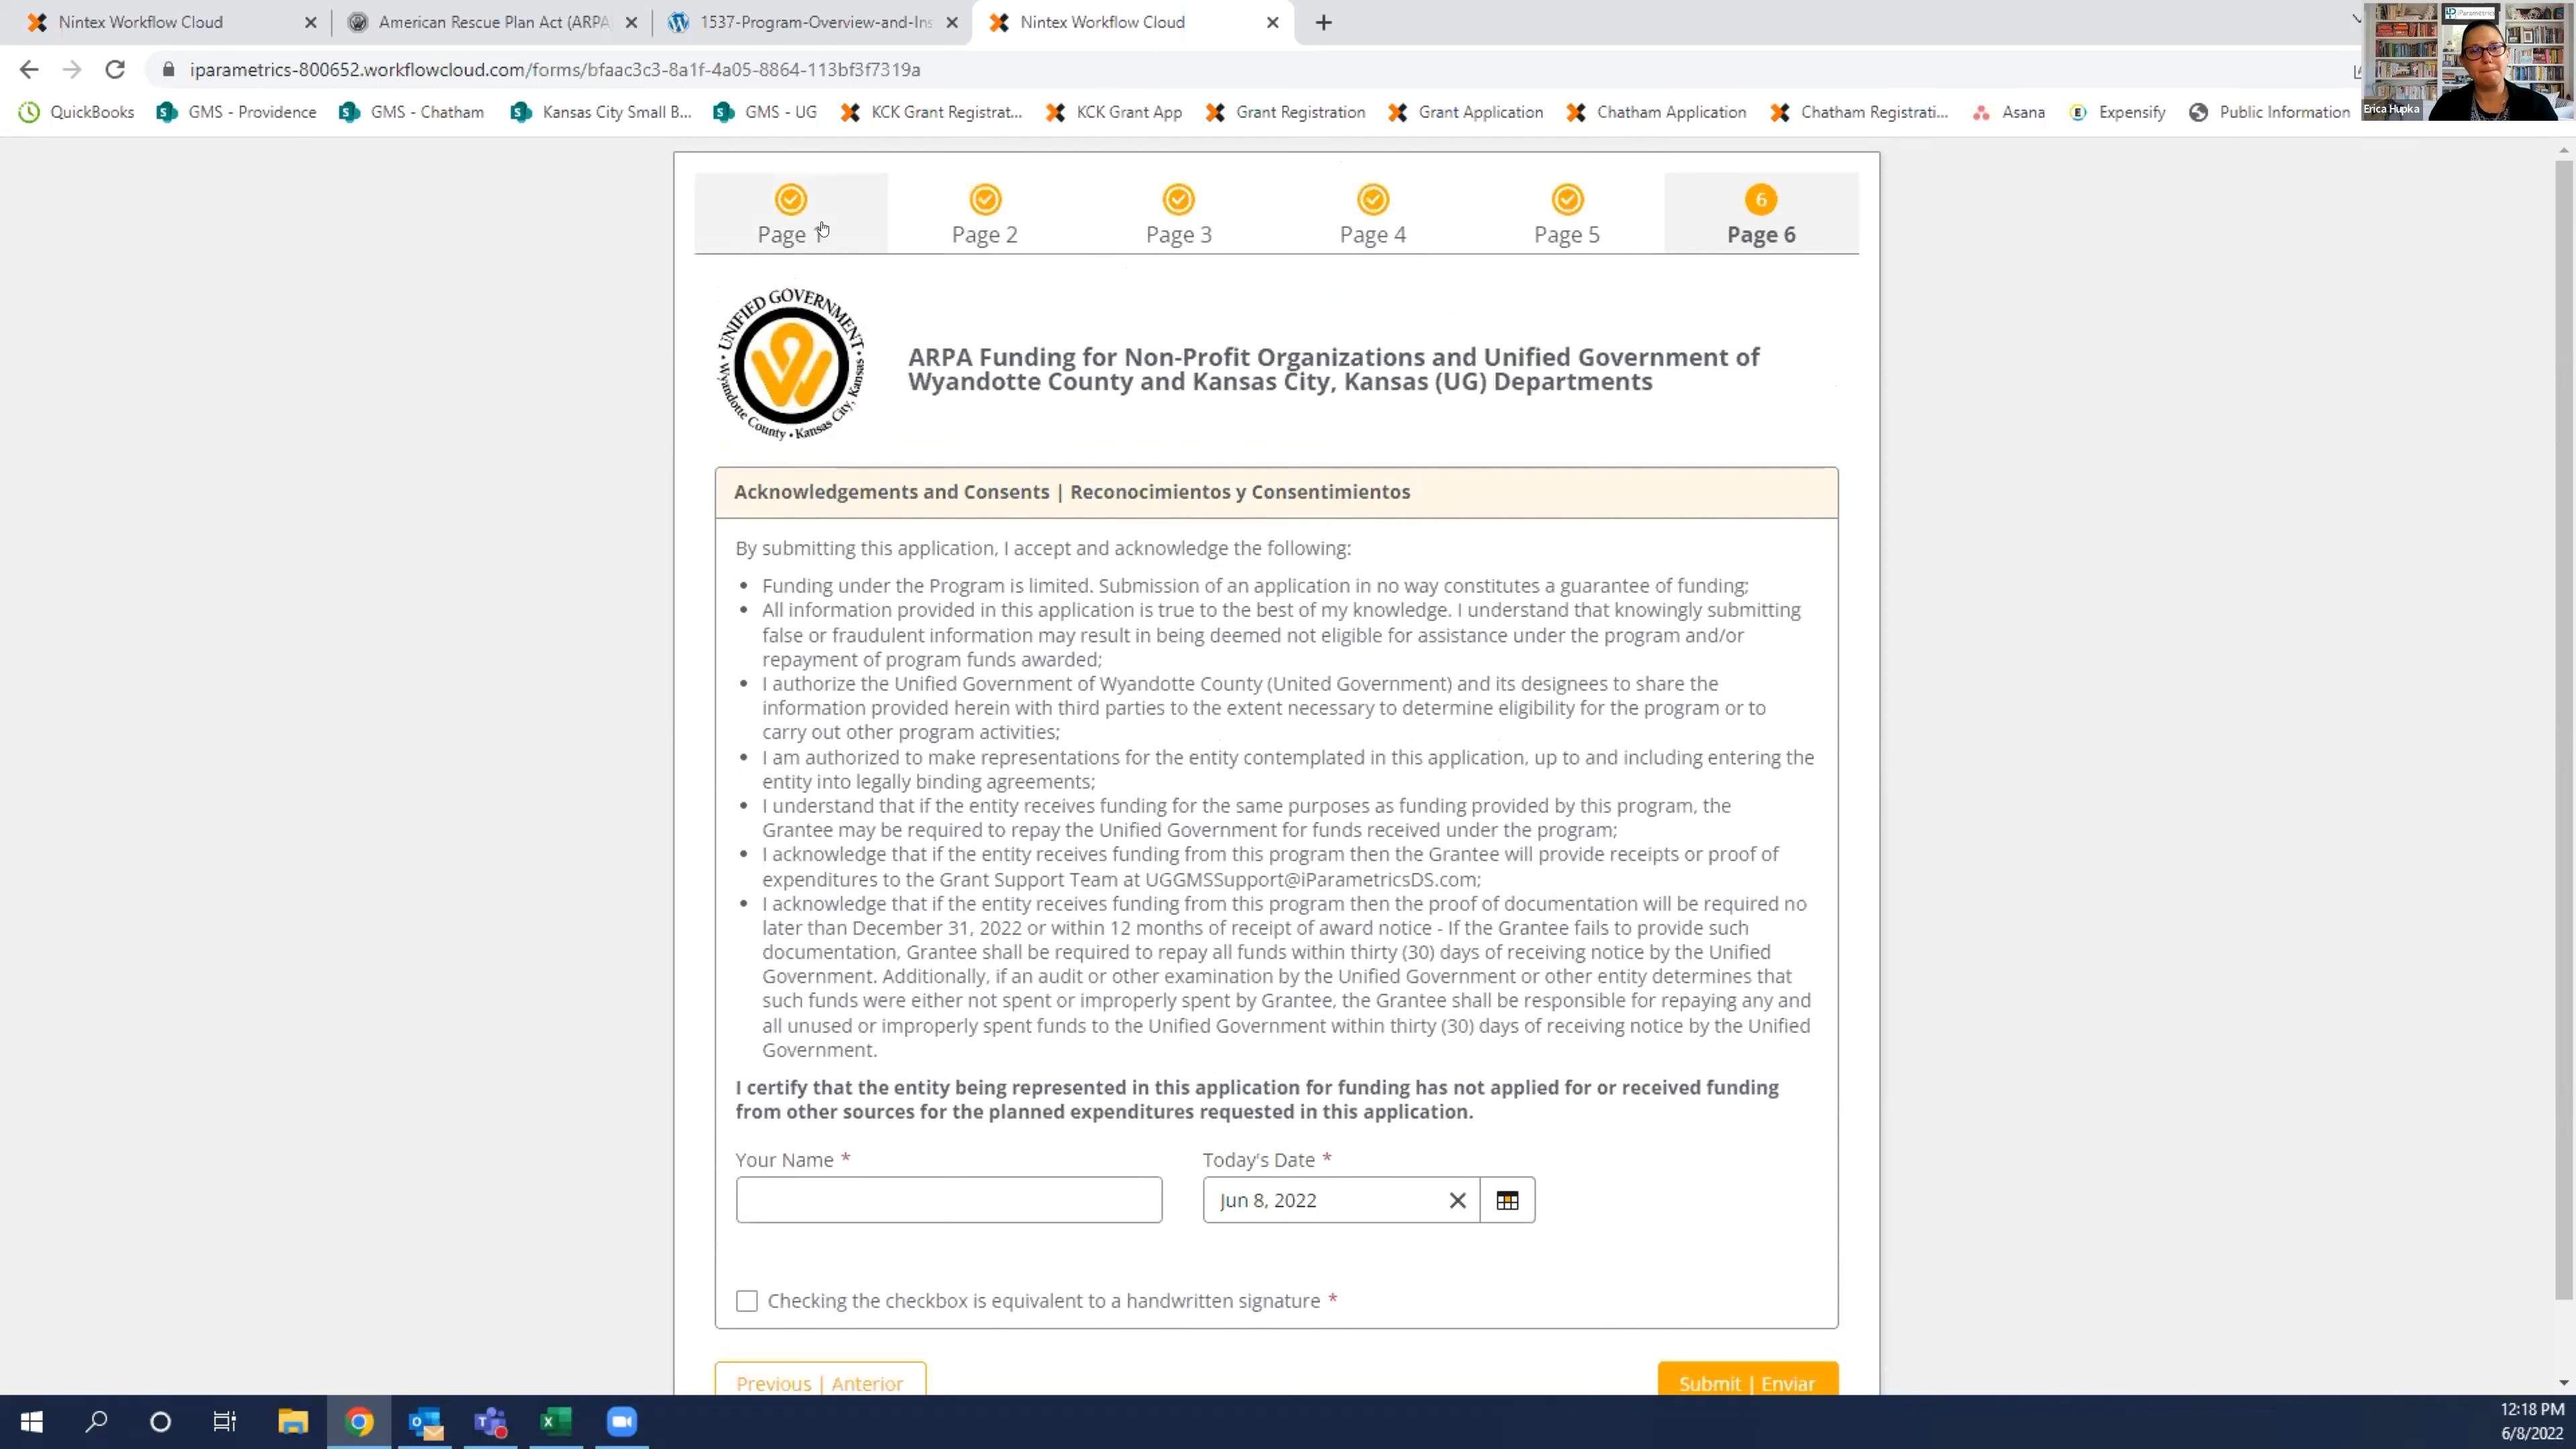 Nintex Workflow Cloud
American Rescue Plan Act (ARPA
1537-Program-Overview-and-Ins
Nintex Workflow Cloud
iparametrics-800652.workflowcloud.com/forms/bfaac3c3-8a1f-4a05-8864-113bf3f7319a
QuickBooks
GMS - Providence
GMS - Chatham
Kansas City Small B...
GMS - UG
KCK Grant Registrat...
KCK Grant App
Grant Registration
Grant Application
Chatham Application
Chatham Registrati...
Asana
Expensify
Public Information
Erica Hupka
Page 1
Page 2
Page 3
Page 4
Page 5
6
Page 6
UNIFIED GOVERNMENT
Wyandotte County • Kansas City, Kansas
ARPA Funding for Non-Profit Organizations and Unified Government of
Wyandotte County and Kansas City, Kansas (UG) Departments
Acknowledgements and Consents | Reconocimientos y Consentimientos
By submitting this application, I accept and acknowledge the following:
• Funding under the Program is limited. Submission of an application in no way constitutes a guarantee of funding;
• All information provided in this application is true to the best of my knowledge. I understand that knowingly submitting
false or fraudulent information may result in being deemed not eligible for assistance under the program and/or
repayment of program funds awarded;
• I authorize the Unified Government of Wyandotte County (United Government) and its designees to share the
information provided herein with third parties to the extent necessary to determine eligibility for the program or to
carry out other program activities;
• I am authorized to make representations for the entity contemplated in this application, up to and including entering the
entity into legally binding agreements;
• I understand that if the entity receives funding for the same purposes as funding provided by this program, the
Grantee may be required to repay the Unified Government for funds received under the program;
• I acknowledge that if the entity receives funding from this program then the Grantee will provide receipts or proof of
expenditures to the Grant Support Team at UGGMSSupport@iParametricsDS.com;
• I acknowledge that if the entity receives funding from this program then the proof of documentation will be required no
later than December 31, 2022 or within 12 months of receipt of award notice - If the Grantee fails to provide such
documentation, Grantee shall be required to repay all funds within thirty (30) days of receiving notice by the Unified
Government. Additionally, if an audit or other examination by the Unified Government or other entity determines that
such funds were either not spent or improperly spent by Grantee, the Grantee shall be responsible for repaying any and
all unused or improperly spent funds to the Unified Government within thirty (30) days of receiving notice by the Unified
Government.
I certify that the entity being represented in this application for funding has not applied for or received funding
from other sources for the planned expenditures requested in this application.
Your Name *
Today's Date *
Jun 8, 2022
Checking the checkbox is equivalent to a handwritten signature *
Previous | Anterior
Submit | Enviar
12:18 PM
6/8/2022